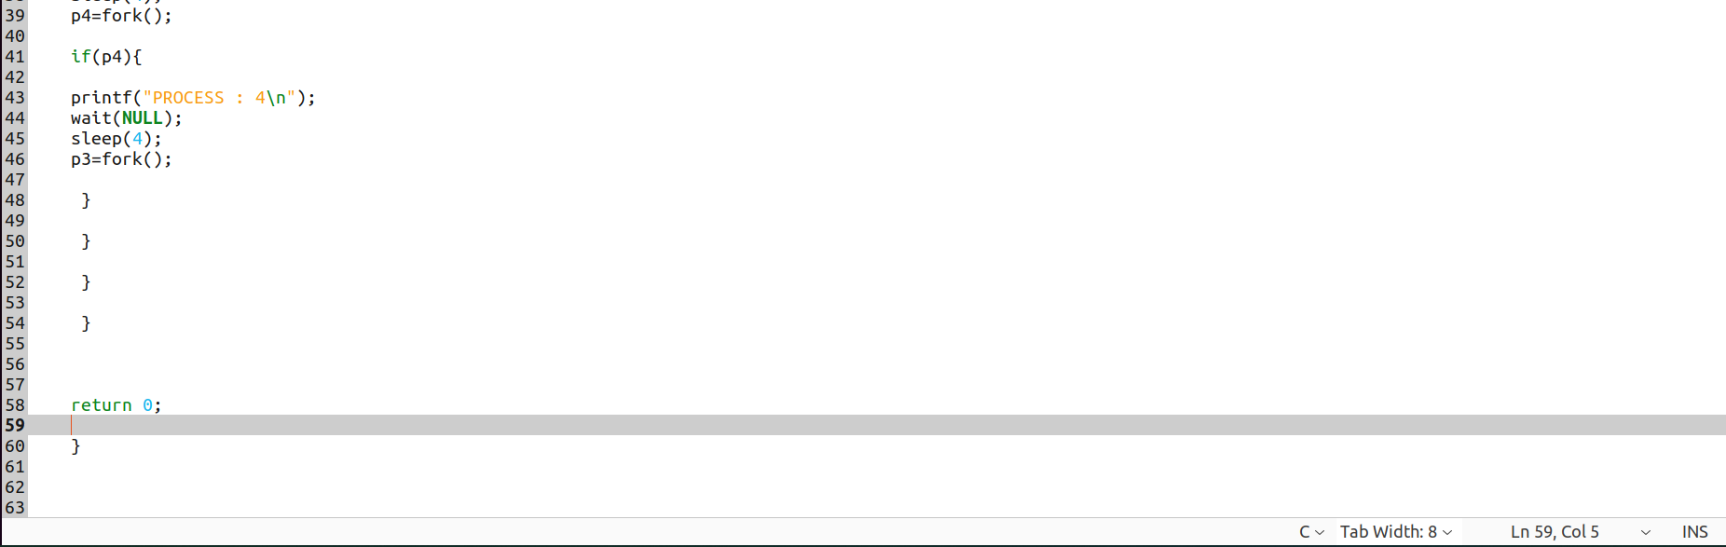 39 p4=fork();
40
41 if(p4){
42
43 printf("PROCESS : 4\n");
44 wait(NULL);
45 sleep(4);
46 p3=fork();
47
48 }
49
50 }
51
52 }
53
54 }
55
56
57
58 return 0;
59
60 }
61
62
63
C Tab Width: 8 Ln 59, Col 5 INS